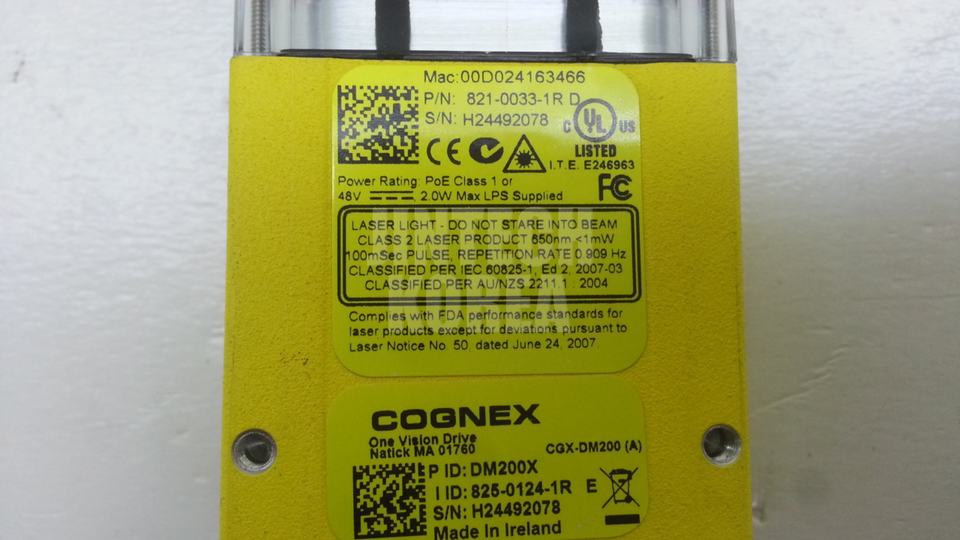 Mac:00D024163466
P/N: 821-0033-1R D
S/N: H24492078
C UL US
LISTED
I.T.E. E246963
CE
FC
Power Rating: PoE Class 1 or
48V 2.0W Max LPS Supplied
LASER LIGHT - DO NOT STARE INTO BEAM
CLASS 2 LASER PRODUCT 650nm <1mW
100mSec PULSE, REPETITION RATE 0.909 Hz
CLASSIFIED PER IEC 60825-1, Ed 2, 2007-03
CLASSIFIED PER AU/NZS 2211.1 : 2004
Complies with FDA performance standards for
laser products except for deviations pursuant to
Laser Notice No. 50, dated June 24, 2007.
KOREA
COGNEX
One Vision Drive
Natick MA 01760
CGX-DM200 (A)
P ID: DM200X
I ID: 825-0124-1R E
S/N: H24492078
Made in Ireland